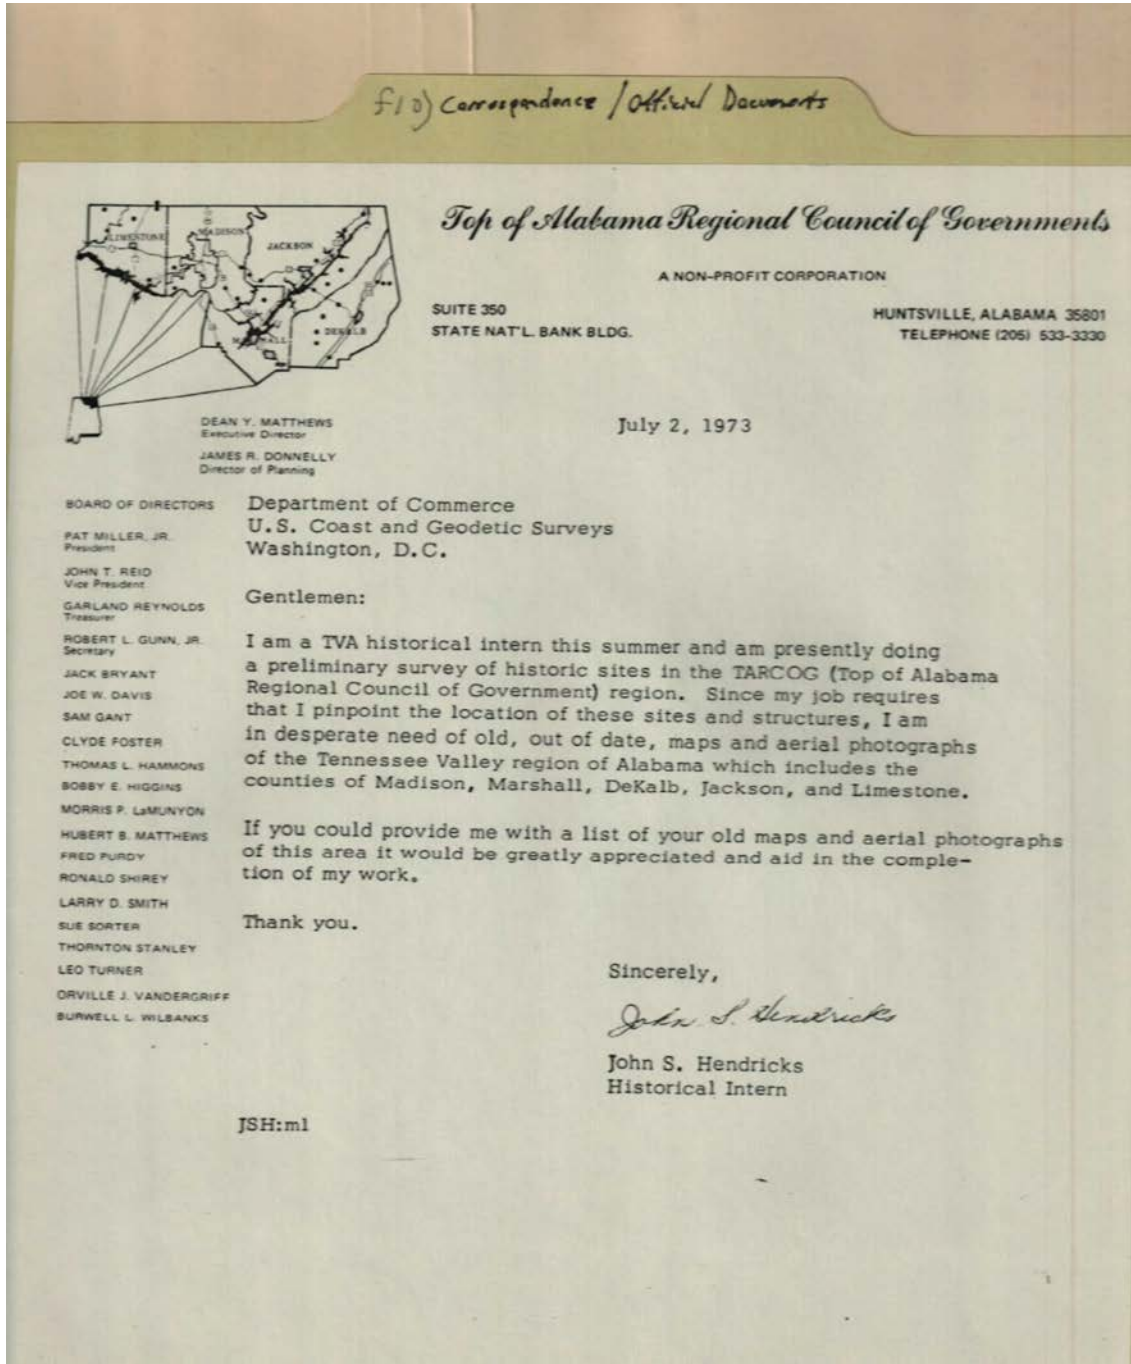 f10) Correspondence / Official Documents
LIMESTONE
MADISON
JACKSON
DEKALB
MARSHALL
Top of Alabama Regional Council of Governments
A NON-PROFIT CORPORATION
SUITE 350
STATE NAT'L. BANK BLDG.
HUNTSVILLE, ALABAMA 35801
TELEPHONE (205) 533-3330
DEAN Y. MATTHEWS
Executive Director
JAMES R. DONNELLY
Director of Planning
July 2, 1973
BOARD OF DIRECTORS
PAT MILLER, JR.
President
JOHN T. REID
Vice President
GARLAND REYNOLDS
Treasurer
ROBERT L. GUNN, JR.
Secretary
JACK BRYANT
JOE W. DAVIS
SAM GANT
CLYDE FOSTER
THOMAS L. HAMMONS
BOBBY E. HIGGINS
MORRIS P. LaMUNYON
HUBERT B. MATTHEWS
FRED PURDY
RONALD SHIREY
LARRY D. SMITH
SUE SORTER
THORNTON STANLEY
LEO TURNER
ORVILLE J. VANDERGRIFF
BURWELL L. WILBANKS
Department of Commerce
U.S. Coast and Geodetic Surveys
Washington, D.C.
Gentlemen:
I am a TVA historical intern this summer and am presently doing
a preliminary survey of historic sites in the TARCOG (Top of Alabama
Regional Council of Government) region. Since my job requires
that I pinpoint the location of these sites and structures, I am
in desperate need of old, out of date, maps and aerial photographs
of the Tennessee Valley region of Alabama which includes the
counties of Madison, Marshall, DeKalb, Jackson, and Limestone.
If you could provide me with a list of your old maps and aerial photographs
of this area it would be greatly appreciated and aid in the comple-
tion of my work.
Thank you.
Sincerely,
John S. Hendricks
John S. Hendricks
Historical Intern
JSH:ml